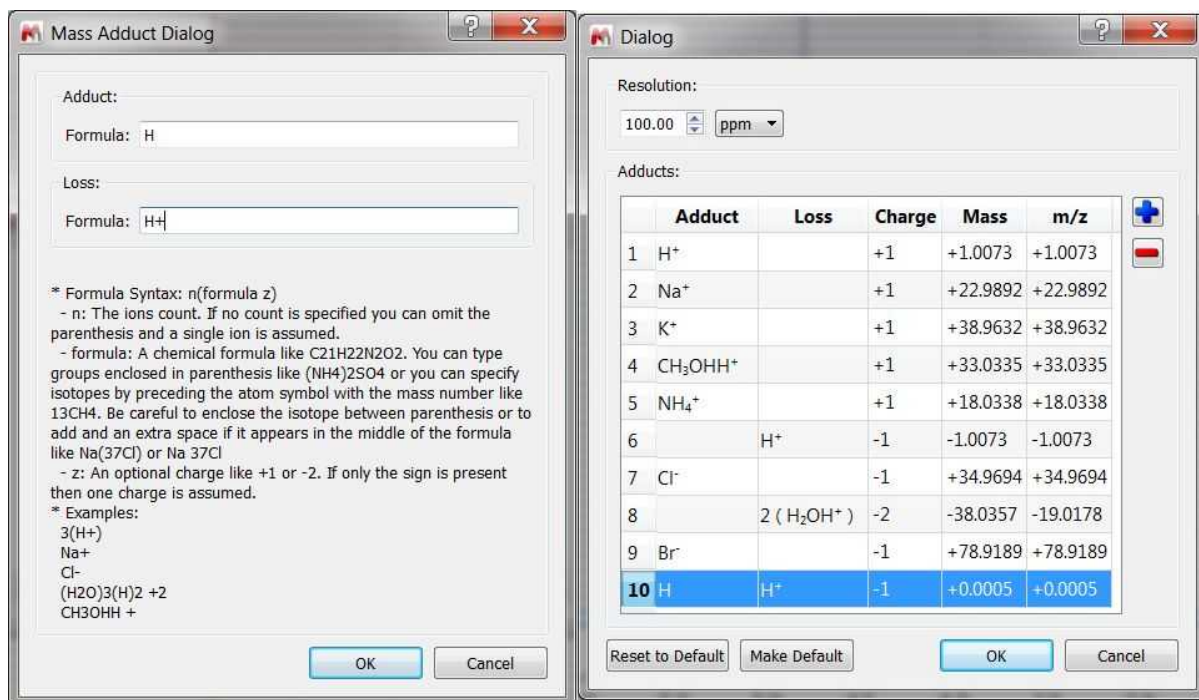 Mass Adduct Dialog
Adduct:
Formula: H
Loss:
Formula: H+
* Formula Syntax: n(formula z)
- n: The ions count. If no count is specified you can omit the
parenthesis and a single ion is assumed.
- formula: A chemical formula like C21H22N2O2. You can type
groups enclosed in parenthesis like (NH4)2SO4 or you can specify
isotopes by preceding the atom symbol with the mass number like
13CH4. Be careful to enclose the isotope between parenthesis or to
add and an extra space if it appears in the middle of the formula
like Na(37Cl) or Na 37Cl
- z: An optional charge like +1 or -2. If only the sign is present
then one charge is assumed.
* Examples:
3(H+)
Na+
Cl-
(H2O)3(H)2 +2
CH3OHH +
OK Cancel
Dialog
Resolution:
100.00 ppm
Adducts:
Adduct Loss Charge Mass m/z
1 H⁺ +1 +1.0073 +1.0073
2 Na⁺ +1 +22.9892 +22.9892
3 K⁺ +1 +38.9632 +38.9632
4 CH₃OHH⁺ +1 +33.0335 +33.0335
5 NH₄⁺ +1 +18.0338 +18.0338
6 H⁺ -1 -1.0073 -1.0073
7 Cl⁻ -1 +34.9694 +34.9694
8 2 ( H₂OH⁺ ) -2 -38.0357 -19.0178
9 Br⁻ -1 +78.9189 +78.9189
10 H H⁺ -1 +0.0005 +0.0005
Reset to Default Make Default OK Cancel